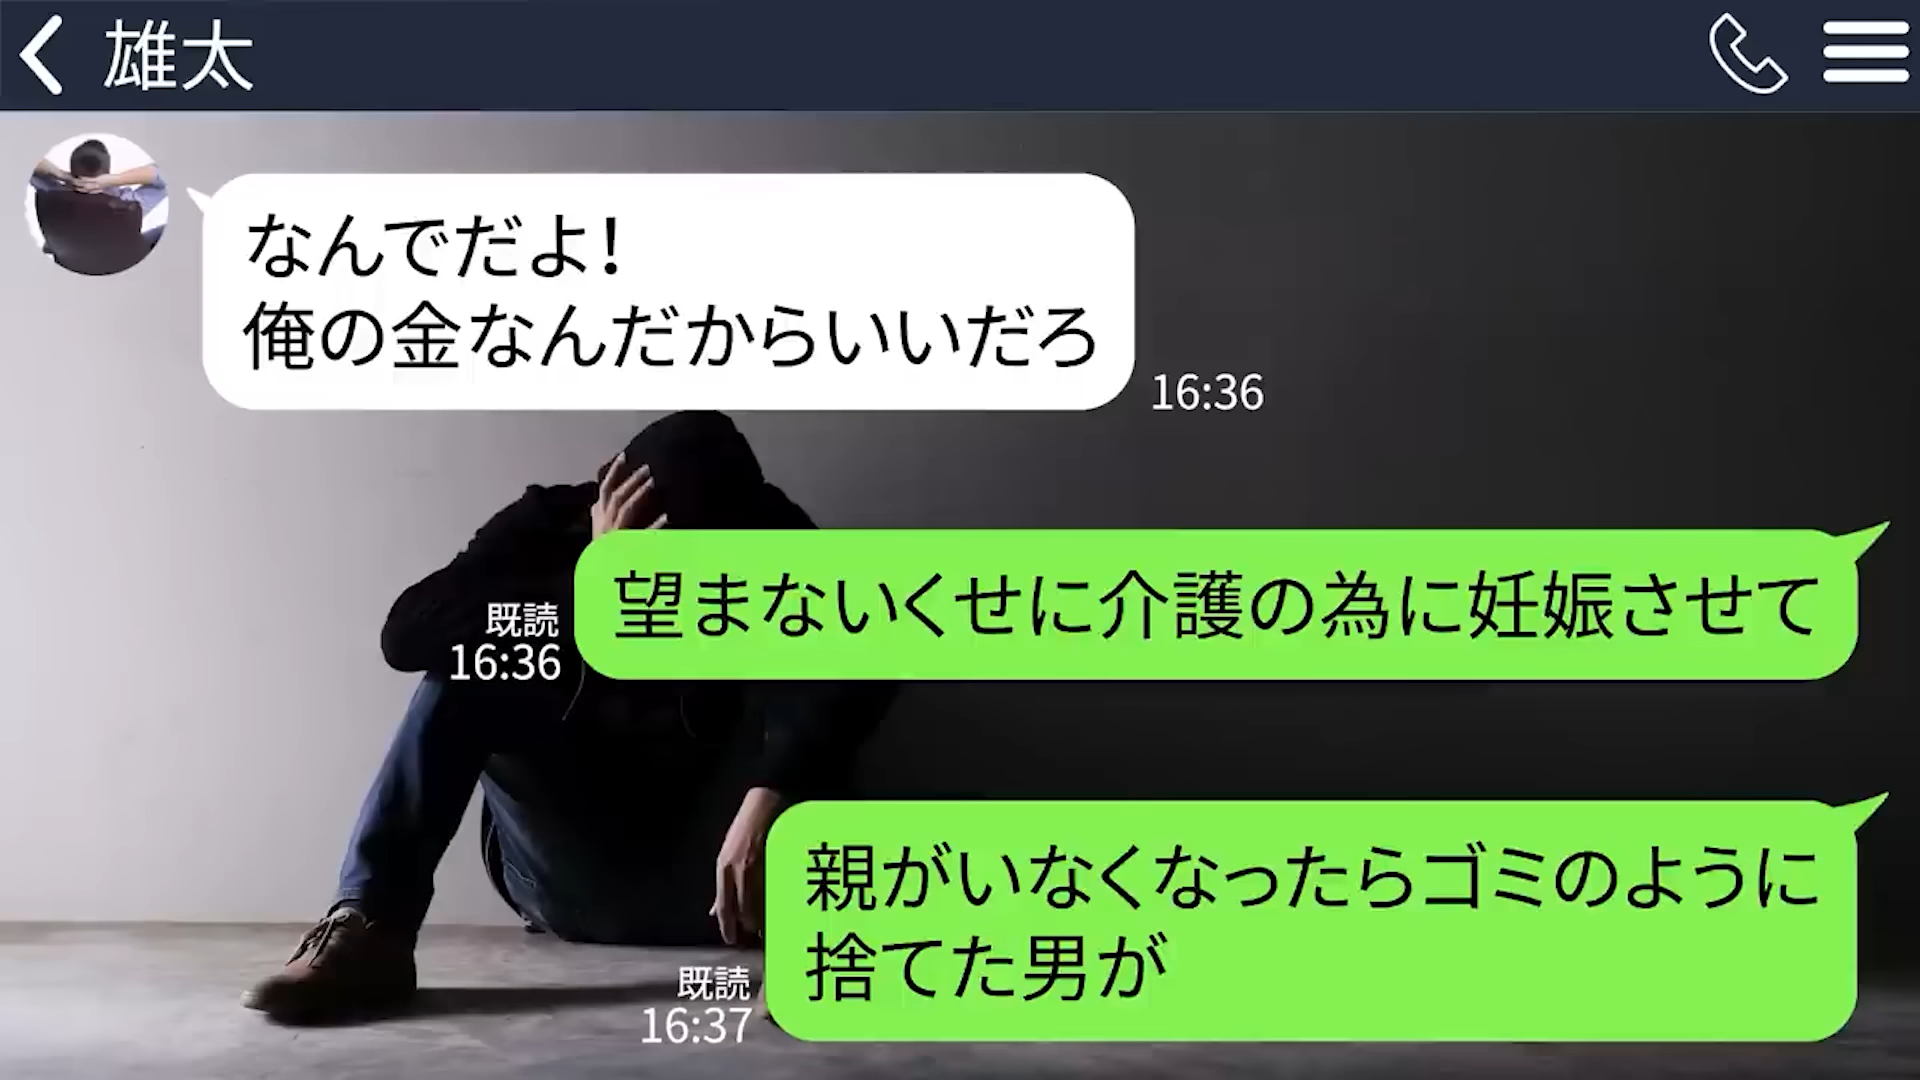 雄太
なんでだよ!
俺の金なんだからいいだろ
16:36
望まないくせに介護の為に妊娠させて
既読
16:36
親がいなくなったらゴミのように
捨てた男が
既読
16:37